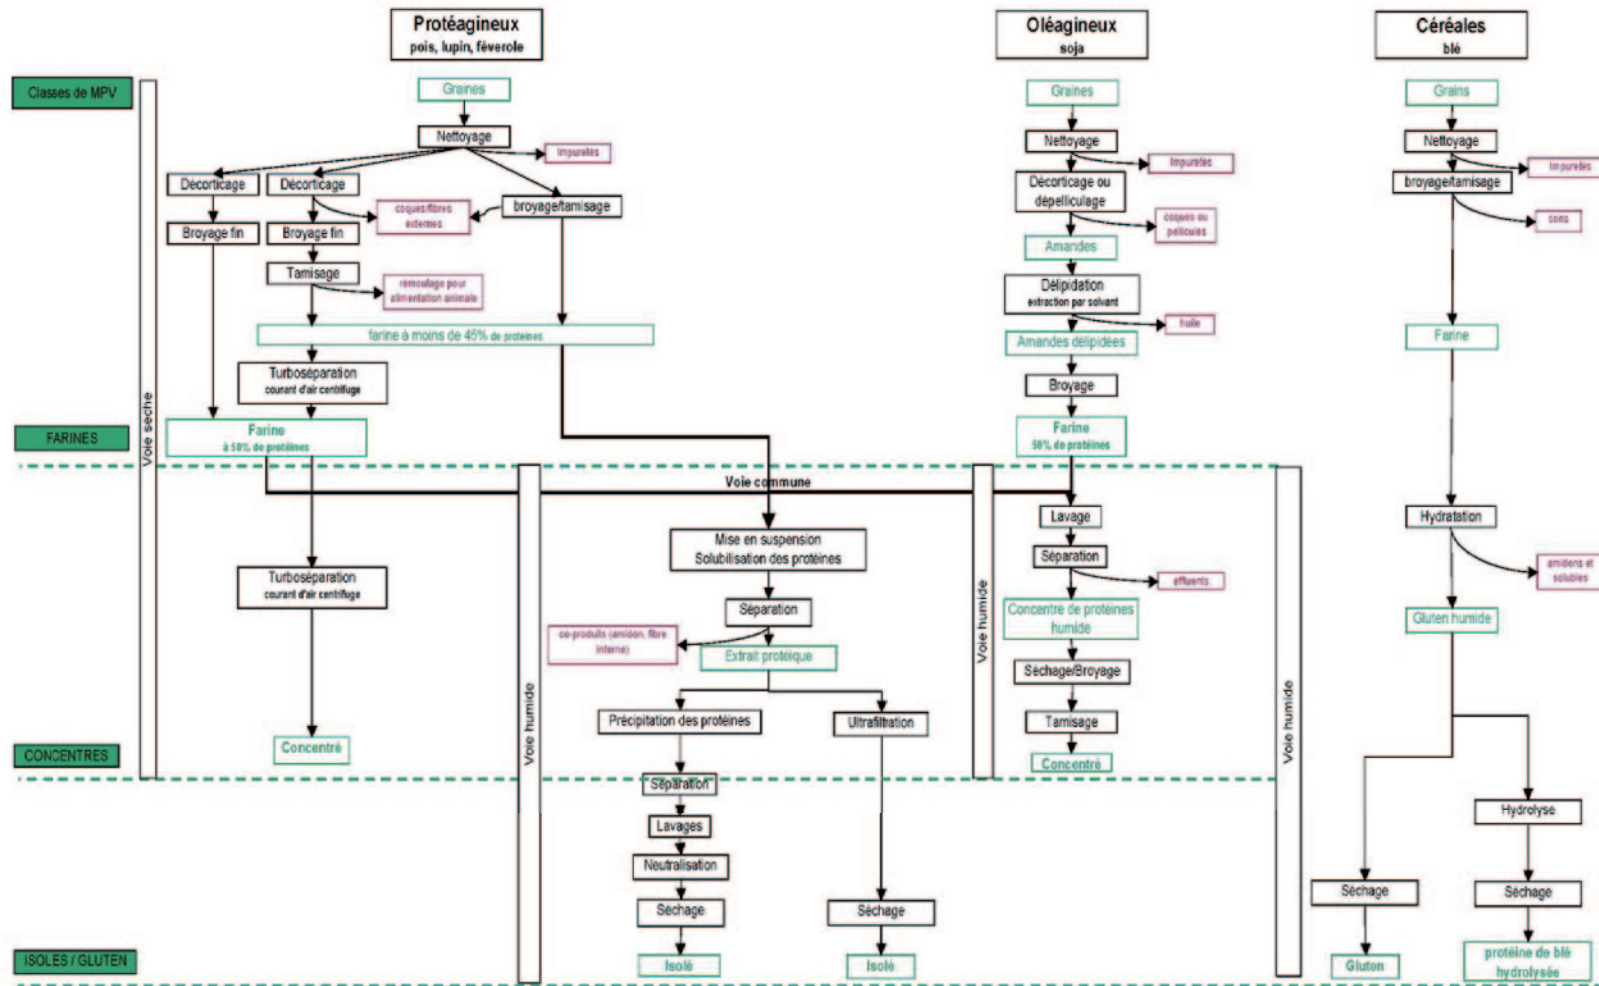 Protéagineux
pois, lupin, féverole
Oléagineux
soja
Céréales
blé
Classes de MPV
Graines
Graines
Grains
Nettoyage
Nettoyage
Nettoyage
impuretés
Impuretés
Impuretés
Décorticage
Décorticage
broyage/tamisage
coques/fibres
externes
Décorticage ou
dépelliculage
broyage/tamisage
coques ou
pellicules
sons
Broyage fin
Broyage fin
Amandes
Tamisage
remoulage pour
alimentation animale
Délipidation
extraction par solvant
huile
farine à moins de 45% de protéines
Amandes délipidées
Farine
Turboséparation
courant d'air centrifuge
Broyage
Voie sèche
FARINES
Farine
à 50% de protéines
Farine
50% de protéines
Voie commune
Lavage
Hydratation
Mise en suspension
Solubilisation des protéines
Séparation
effluents
amidons et
solubles
Turboséparation
courant d'air centrifuge
Séparation
Concentré de protéines
humide
Gluten humide
co-produits (amidon, fibre
interne)
Extrait protéique
Voie humide
Voie humide
Voie humide
Séchage/Broyage
Précipitation des protéines
Ultrafiltration
Tamisage
CONCENTRES
Concentré
Concentré
Séparation
Lavages
Hydrolyse
Neutralisation
Séchage
Séchage
Séchage
Séchage
ISOLES / GLUTEN
Isolé
Isolé
Gluten
protéine de blé
hydrolysée